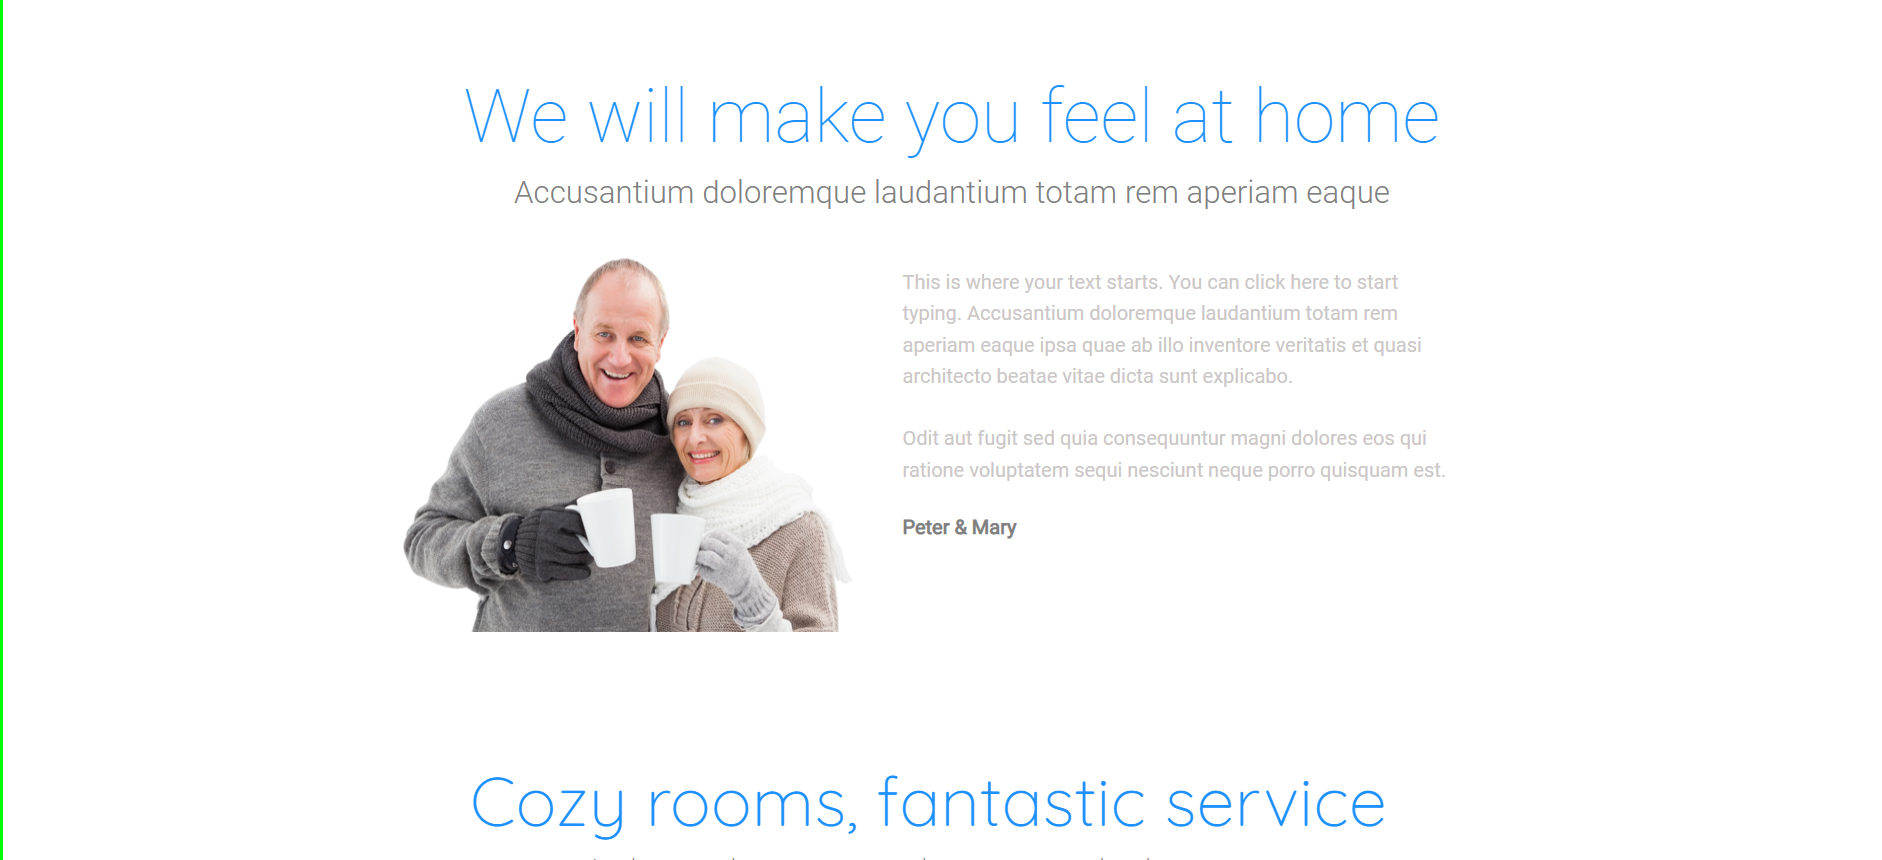 We will make you feel at home
Accusantium doloremque laudantium totam rem aperiam eaque
This is where your text starts. You can click here to start
typing. Accusantium doloremque laudantium totam rem
aperiam eaque ipsa quae ab illo inventore veritatis et quasi
architecto beatae vitae dicta sunt explicabo.
Odit aut fugit sed quia consequuntur magni dolores eos qui
ratione voluptatem sequi nesciunt neque porro quisquam est.
Peter & Mary
Cozy rooms, fantastic service